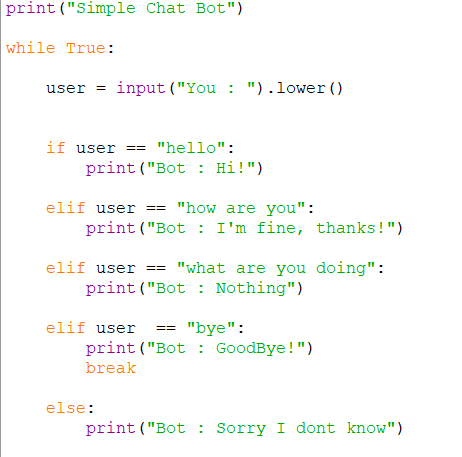 print("Simple Chat Bot")
while True:
    user = input("You : ").lower()
    if user == "hello":
        print("Bot : Hi!")
    elif user == "how are you":
        print("Bot : I'm fine, thanks!")
    elif user == "what are you doing":
        print("Bot : Nothing")
    elif user  == "bye":
        print("Bot : GoodBye!")
        break
    else:
        print("Bot : Sorry I dont know")